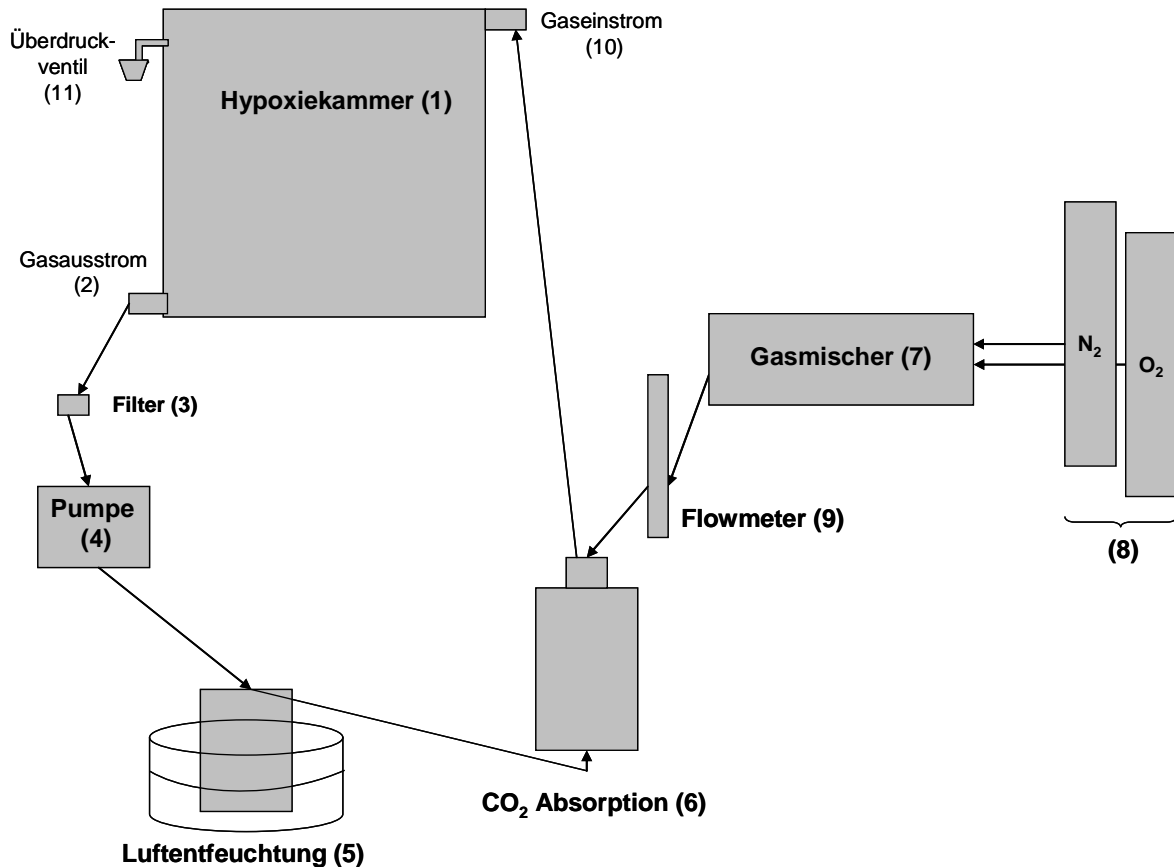 Gaseinstrom
(10)
Überdruck-
ventil
(11)
Hypoxiekammer (1)
Gasausstrom
(2)
Gasmischer (7)
N₂
O₂
Filter (3)
Pumpe
(4)
Flowmeter (9)
(8)
CO₂ Absorption (6)
Luftentfeuchtung (5)